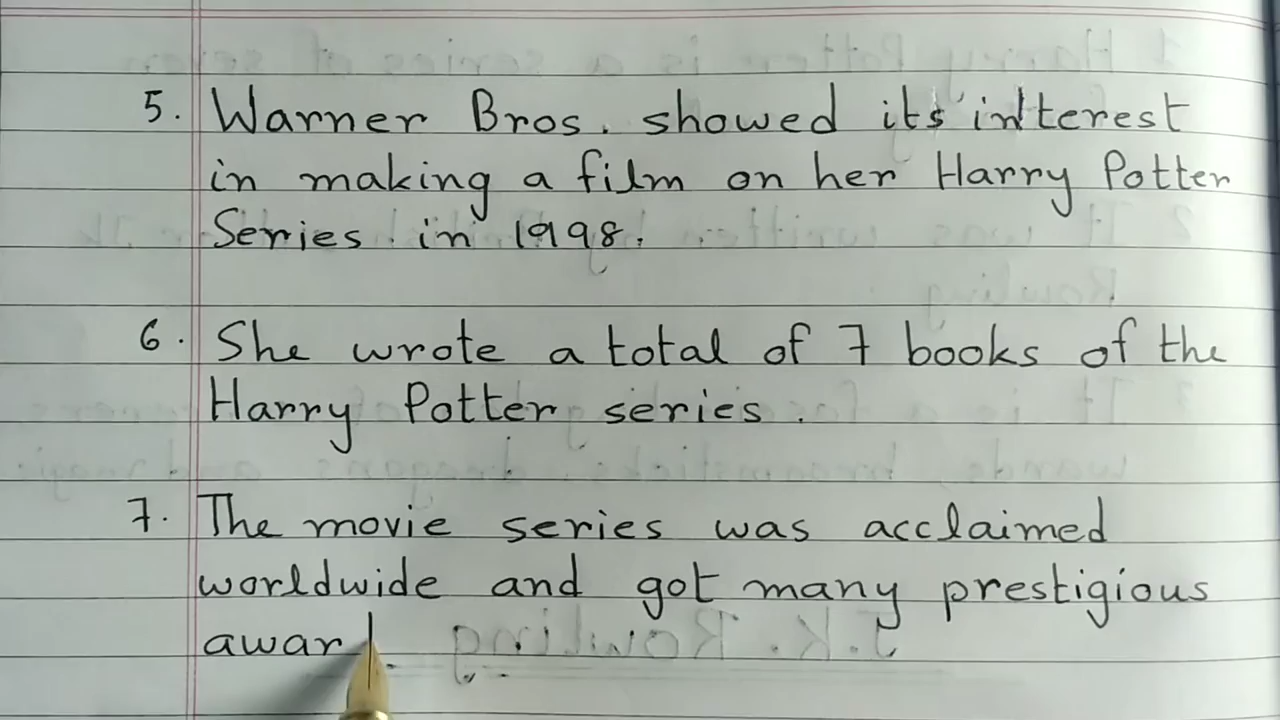 5. Warner Bros. showed its interest
in making a film on her Harry Potter
Series in 1998.
6. She wrote a total of 7 books of the
Harry Potter series.
7. The movie series was acclaimed
worldwide and got many prestigious
awar
J.K. Rowling